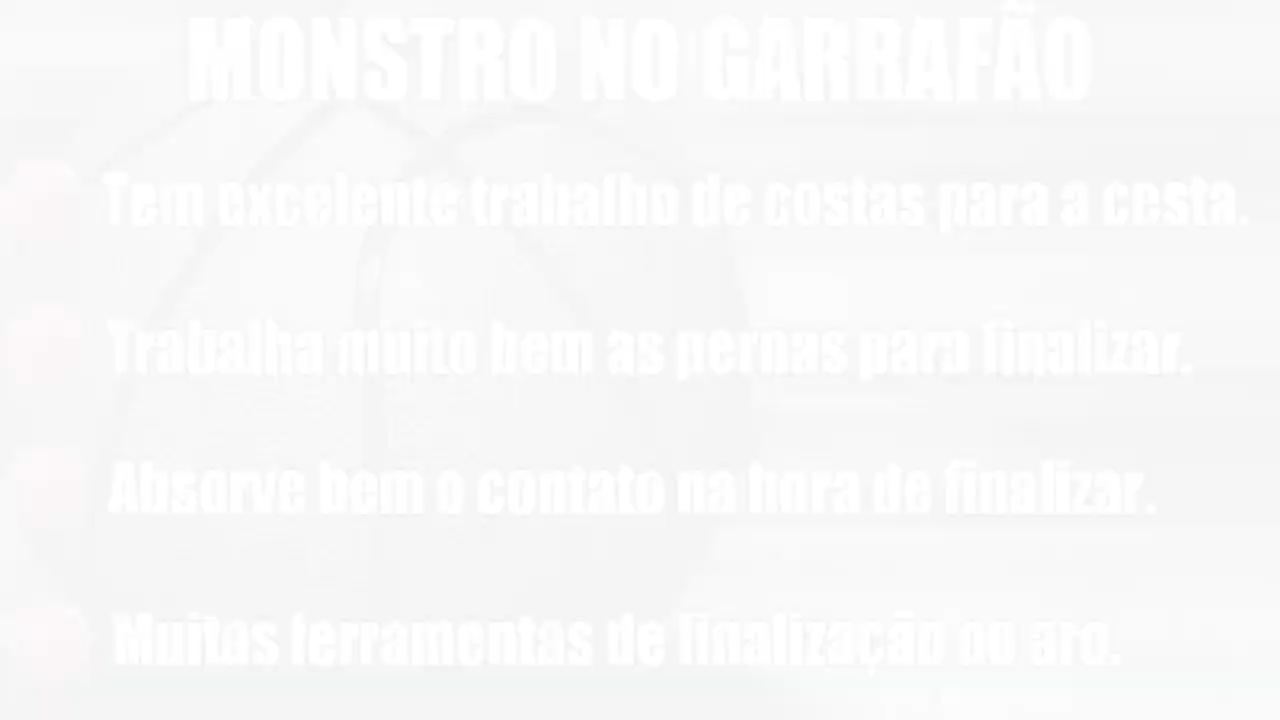 MONSTRO NO GARRAFÃO
Tem excelente trabalho de costas para a cesta.
Trabalha muito bem as pernas para finalizar.
Absorve bem o contato na hora de finalizar.
Muitas ferramentas de finalização no aro.